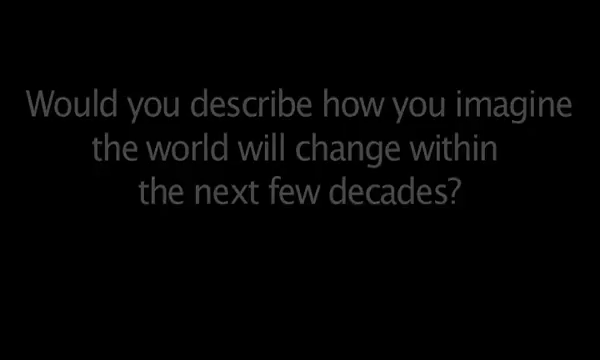 Would you describe how you imagine
the world will change within
the next few decades?